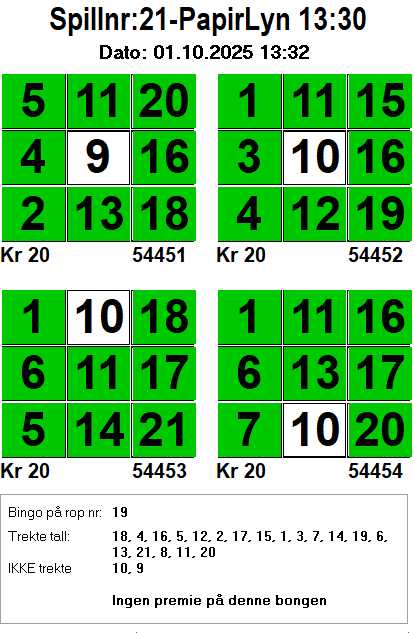 Spillnr:21-PapirLyn 13:30
Dato: 01.10.2025 13:32
5 11 20 1 11 15
4 9 16 3 10 16
2 13 18 4 12 19
Kr 20 54451 Kr 20 54452
1 10 18 1 11 16
6 11 17 6 13 17
5 14 21 7 10 20
Kr 20 54453 Kr 20 54454
Bingo på rop nr: 19
Trekte tall: 18, 4, 16, 5, 12, 2, 17, 15, 1, 3, 7, 14, 19, 6,
13, 21, 8, 11, 20
IKKE trekte 10, 9
Ingen premie på denne bongen